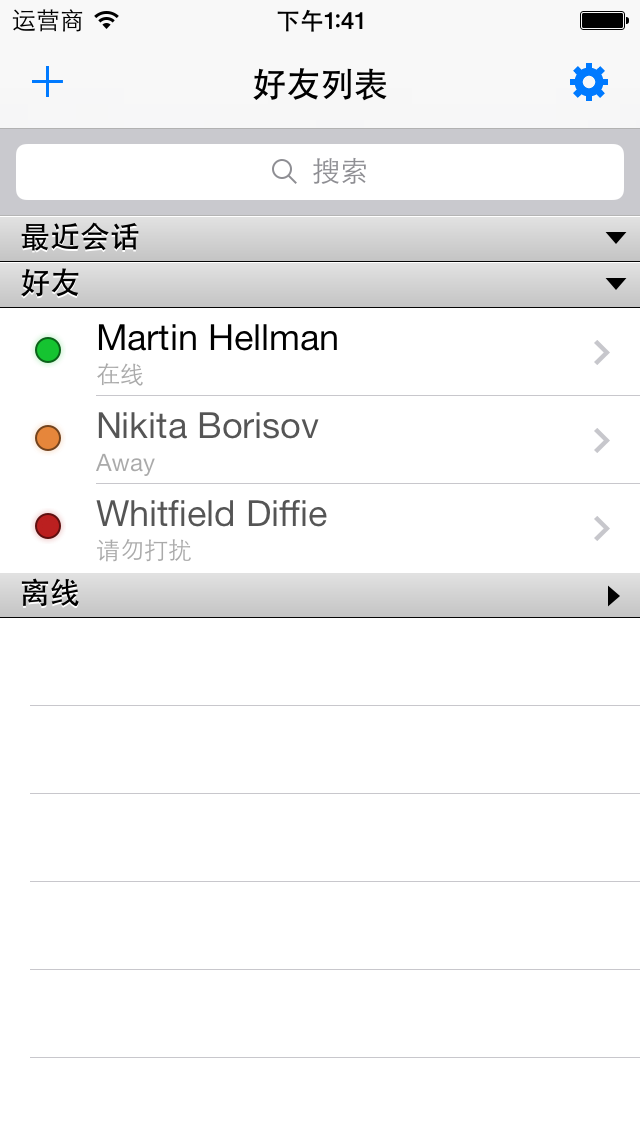 运营商 下午1:41
好友列表
搜索
最近会话
好友
Martin Hellman
在线
Nikita Borisov
Away
Whitfield Diffie
请勿打扰
离线